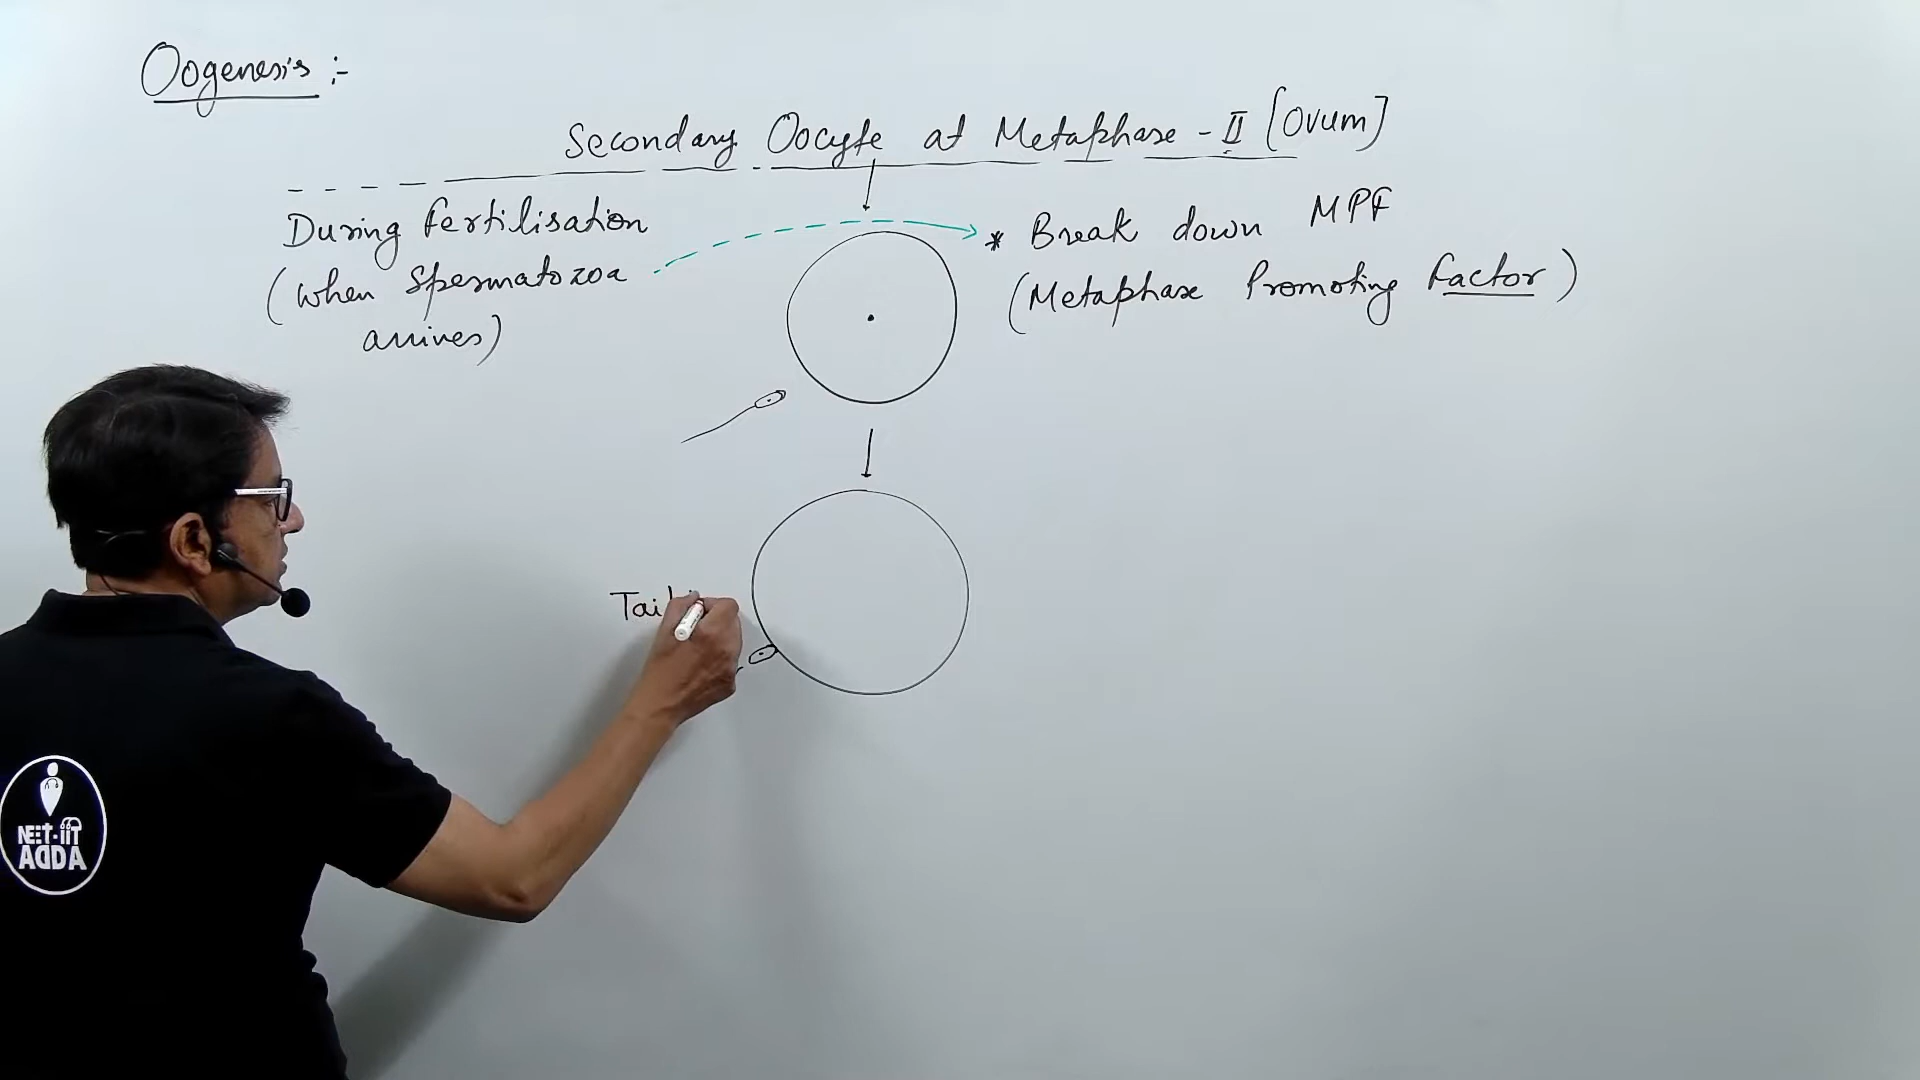 Oogenesis :-
Secondary Oocyte at Metaphase - II [Ovum]
During fertilisation
(when spermatozoa
arrives)
* Break down MPF
(Metaphase Promoting factor)
NEET-IIT
ADDA